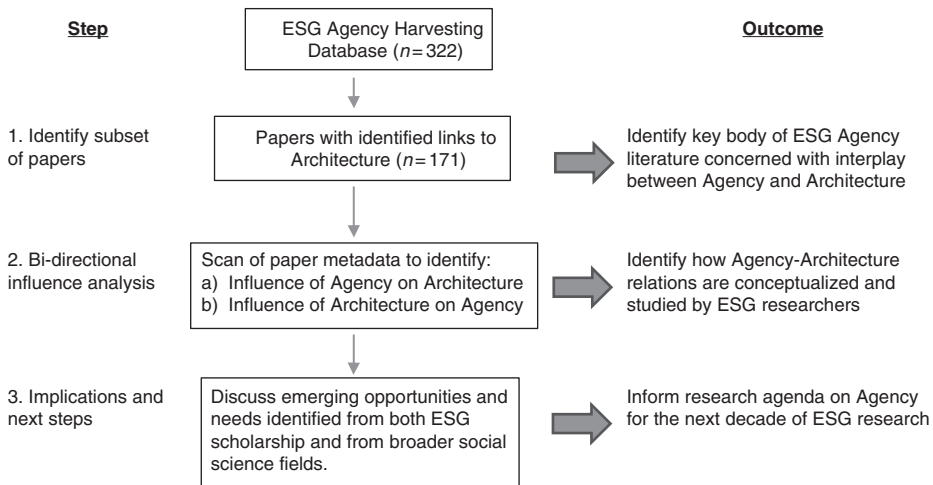 Step
ESG Agency Harvesting
Database (n=322)
Outcome
1. Identify subset
of papers
Papers with identified links to
Architecture (n=171)
Identify key body of ESG Agency
literature concerned with interplay
between Agency and Architecture
2. Bi-directional
influence analysis
Scan of paper metadata to identify:
a) Influence of Agency on Architecture
b) Influence of Architecture on Agency
Identify how Agency-Architecture
relations are conceptualized and
studied by ESG researchers
3. Implications and
next steps
Discuss emerging opportunities and
needs identified from both ESG
scholarship and from broader social
science fields.
Inform research agenda on Agency
for the next decade of ESG research